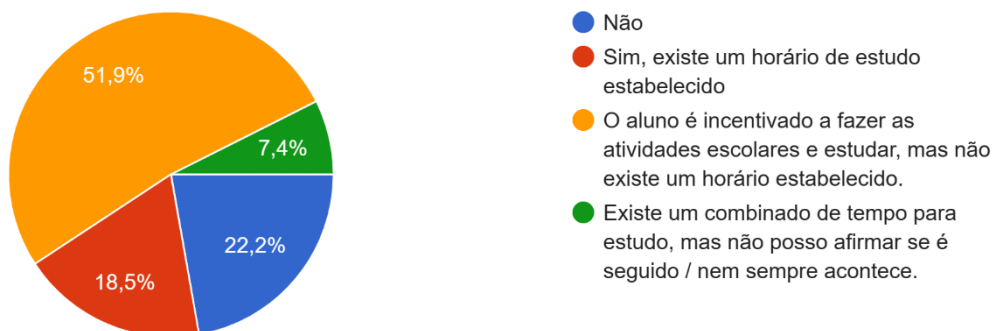 51,9%
7,4%
22,2%
18,5%
Não
Sim, existe um horário de estudo
estabelecido
O aluno é incentivado a fazer as
atividades escolares e estudar, mas não
existe um horário estabelecido.
Existe um combinado de tempo para
estudo, mas não posso afirmar se é
seguido / nem sempre acontece.